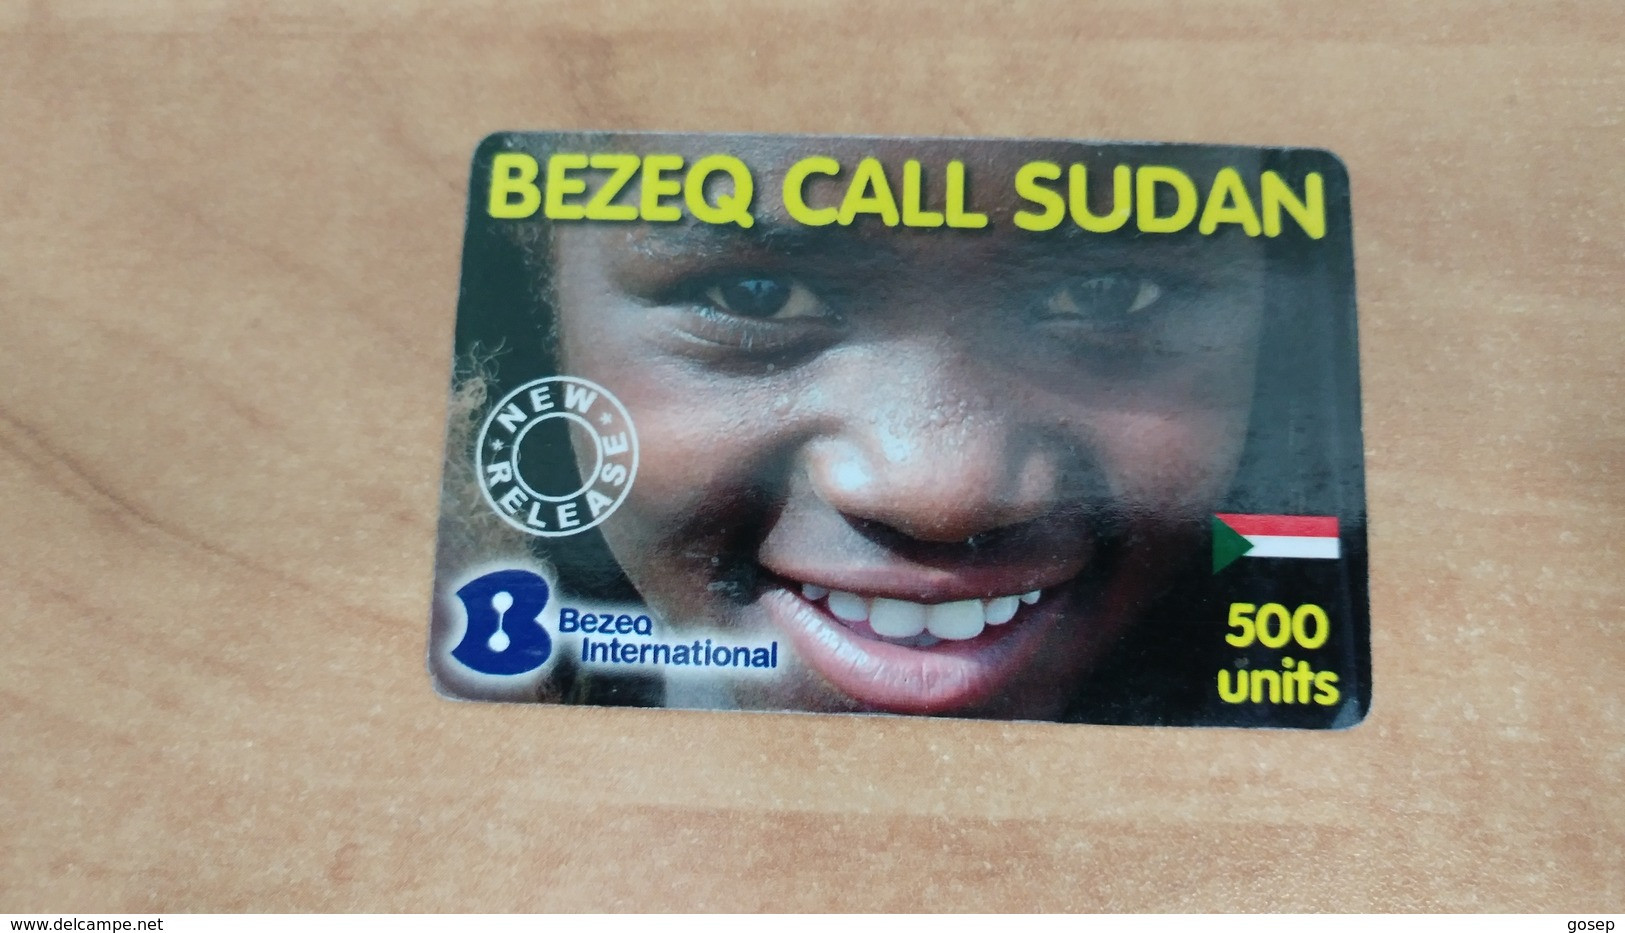 BEZEQ CALL SUDAN
NEW RELEASE
Bezeq
International
500
units
www.delcampe.net
gosep